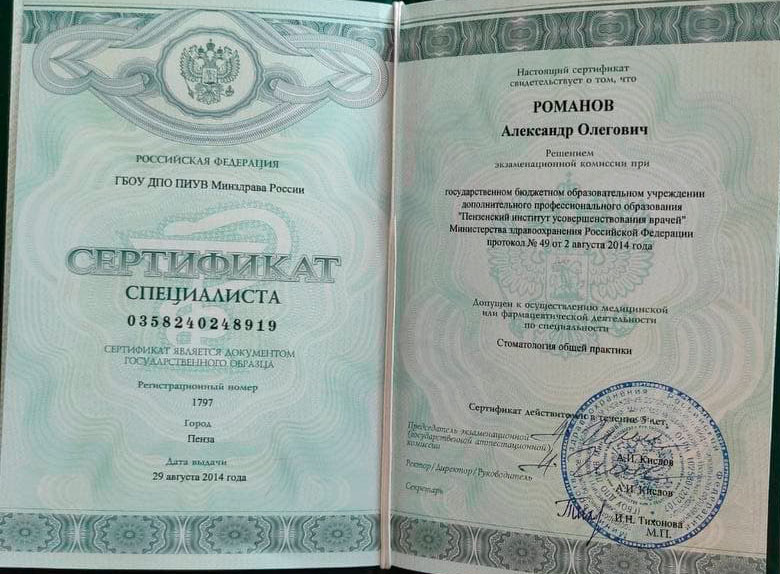 РОССИЙСКАЯ ФЕДЕРАЦИЯ
ГБОУ ДПО ПИУВ Минздрава России
СЕРТИФИКАТ
СПЕЦИАЛИСТА
0358240248919
СЕРТИФИКАТ ЯВЛЯЕТСЯ ДОКУМЕНТОМ
ГОСУДАРСТВЕННОГО ОБРАЗЦА
Регистрационный номер
1797
Город
Пенза
Дата выдачи
29 августа 2014 года
Настоящий сертификат
свидетельствует о том, что
РОМАНОВ
Александр Олегович
Решением
экзаменационной комиссии при
государственном бюджетном образовательном учреждении
дополнительного профессионального образования
"Пензенский институт усовершенствования врачей"
Министерства здравоохранения Российской Федерации
протокол № 49 от 2 августа 2014 года
Допущен к осуществлению медицинской
или фармацевтической деятельности
по специальности
Стоматология общей практики
Сертификат действителен в течение 5 лет,
Председатель экзаменационной
(государственной аттестационной)
комиссии
А.И. Кислов
Ректор/Директор/Руководитель
А.И. Кислов
Секретарь
И.Н. Тихонова
М.П.